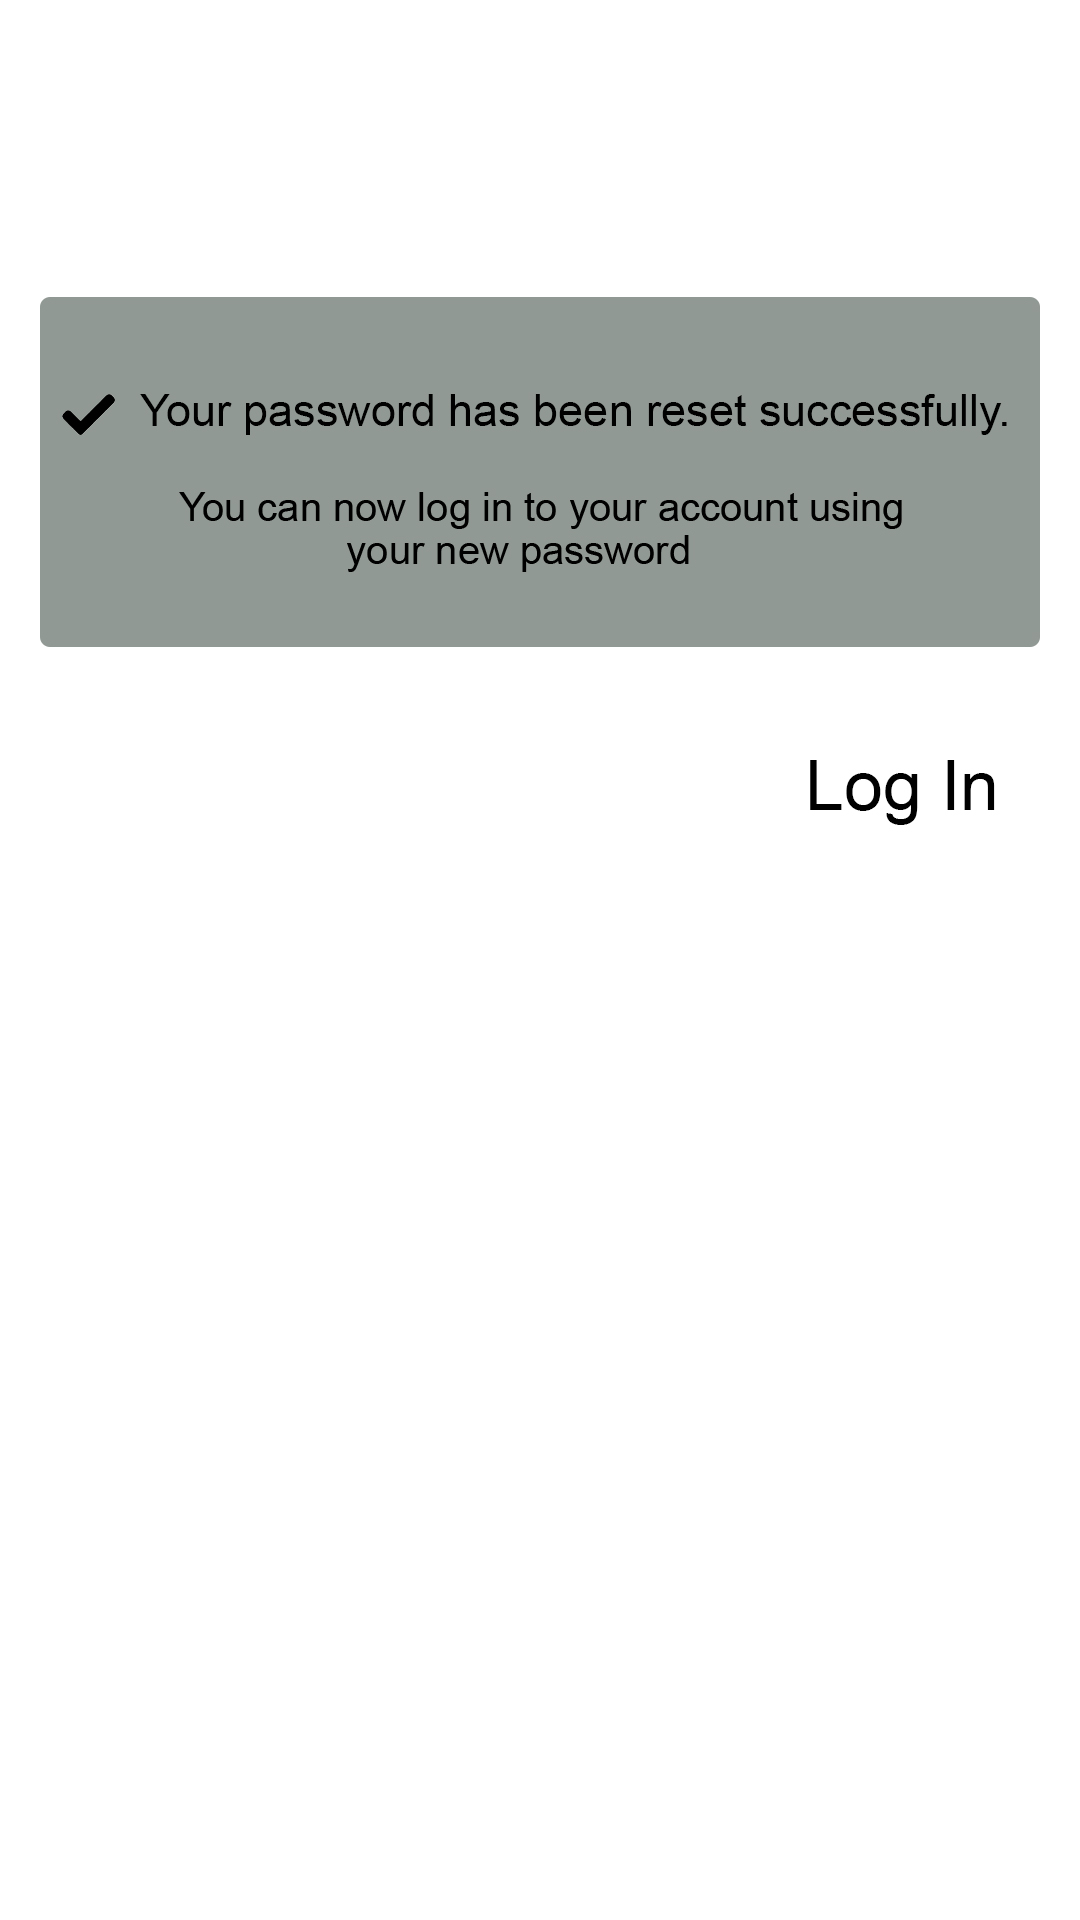 Your password has been reset successfully.
You can now log in to your account using
your new password
Log In